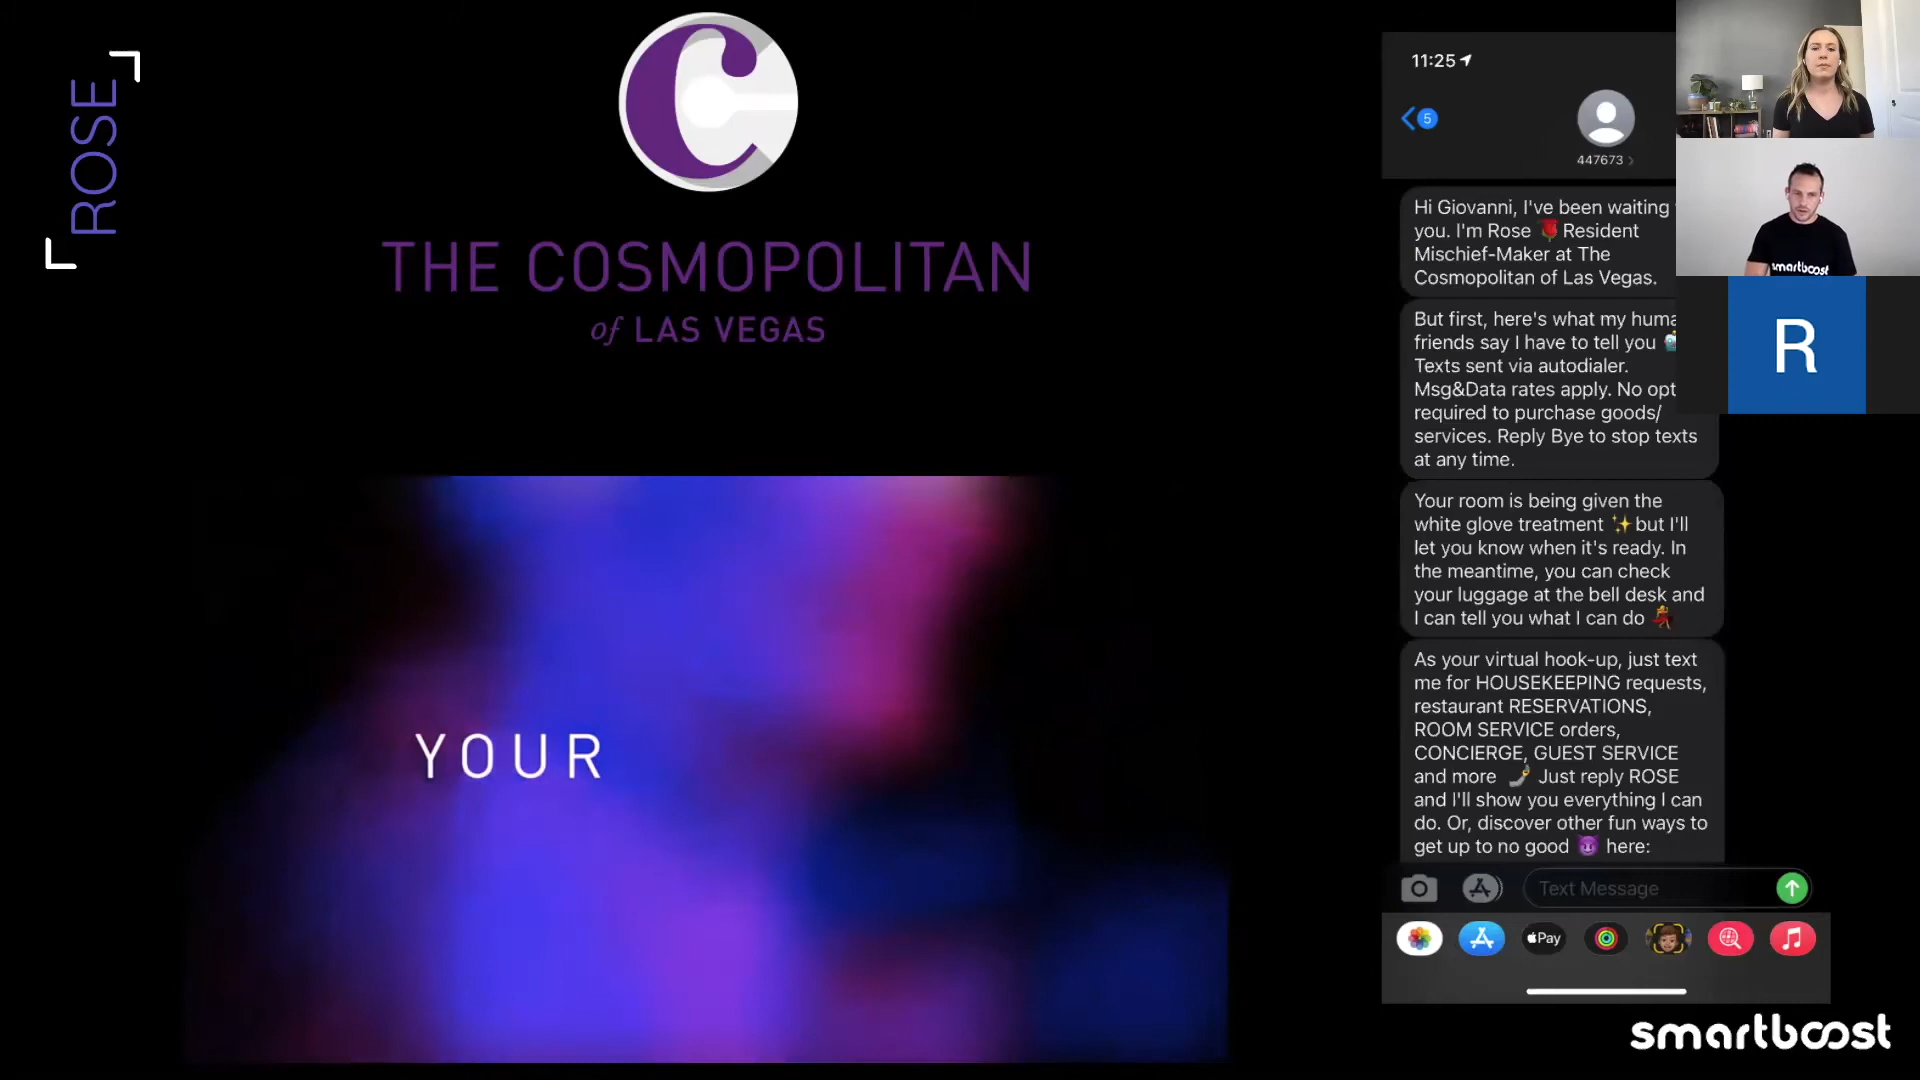 ROSE
C
THE COSMOPOLITAN
of LAS VEGAS
YOUR
11:25
5
447673
Hi Giovanni, I've been waiting
you. I'm Rose 🌹 Resident
Mischief-Maker at The
Cosmopolitan of Las Vegas.
But first, here's what my
friends say I have to tell you
Texts sent via autodialer.
Msg&Data rates apply. No opt
required to purchase goods/
services. Reply Bye to stop texts
at any time.
Your room is being given the
white glove treatment ✨ but I'll
let you know when it's ready. In
the meantime, you can check
your luggage at the bell desk and
I can tell you what I can do 💃
As your virtual hook-up, just text
me for HOUSEKEEPING requests,
restaurant RESERVATIONS,
ROOM SERVICE orders,
CONCIERGE, GUEST SERVICE
and more 🤳 Just reply ROSE
and I'll show you everything I can
do. Or, discover other fun ways to
get up to no good 😈 here:
Text Message
Pay
smartboost
R
smartboost